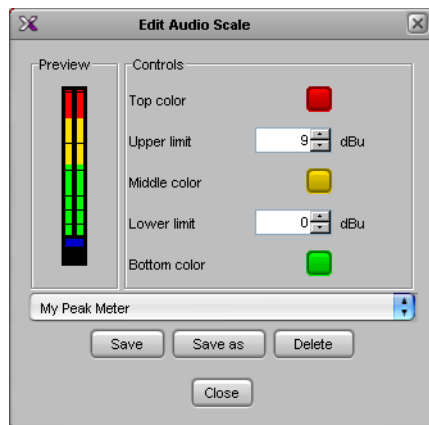 Edit Audio Scale
Preview
Controls
Top color
Upper limit 9 dBu
Middle color
Lower limit 0 dBu
Bottom color
My Peak Meter
Save Save as Delete
Close